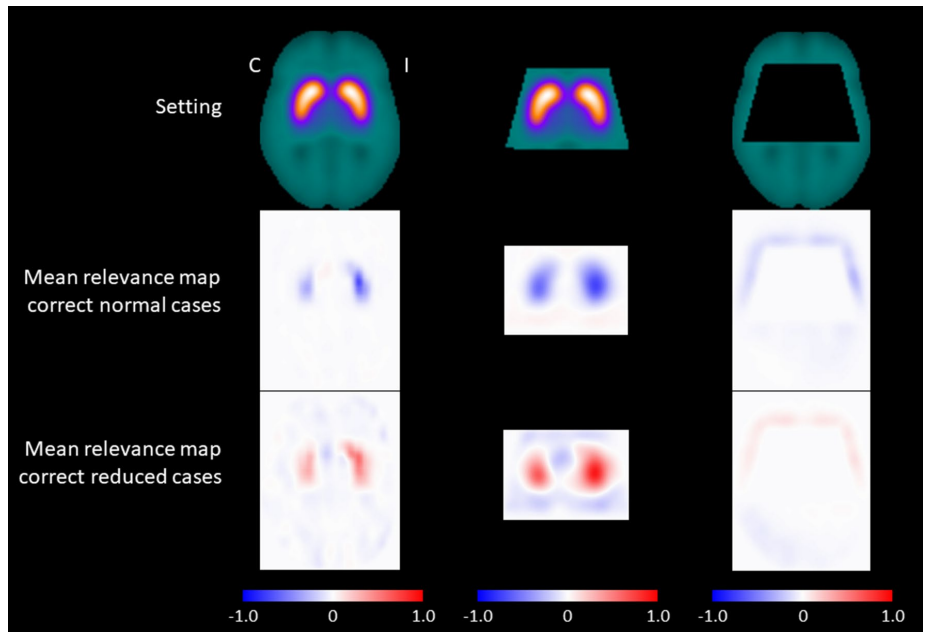 C I
Setting
Mean relevance map
correct normal cases
Mean relevance map
correct reduced cases
-1.0 0 1.0 -1.0 0 1.0 -1.0 0 1.0